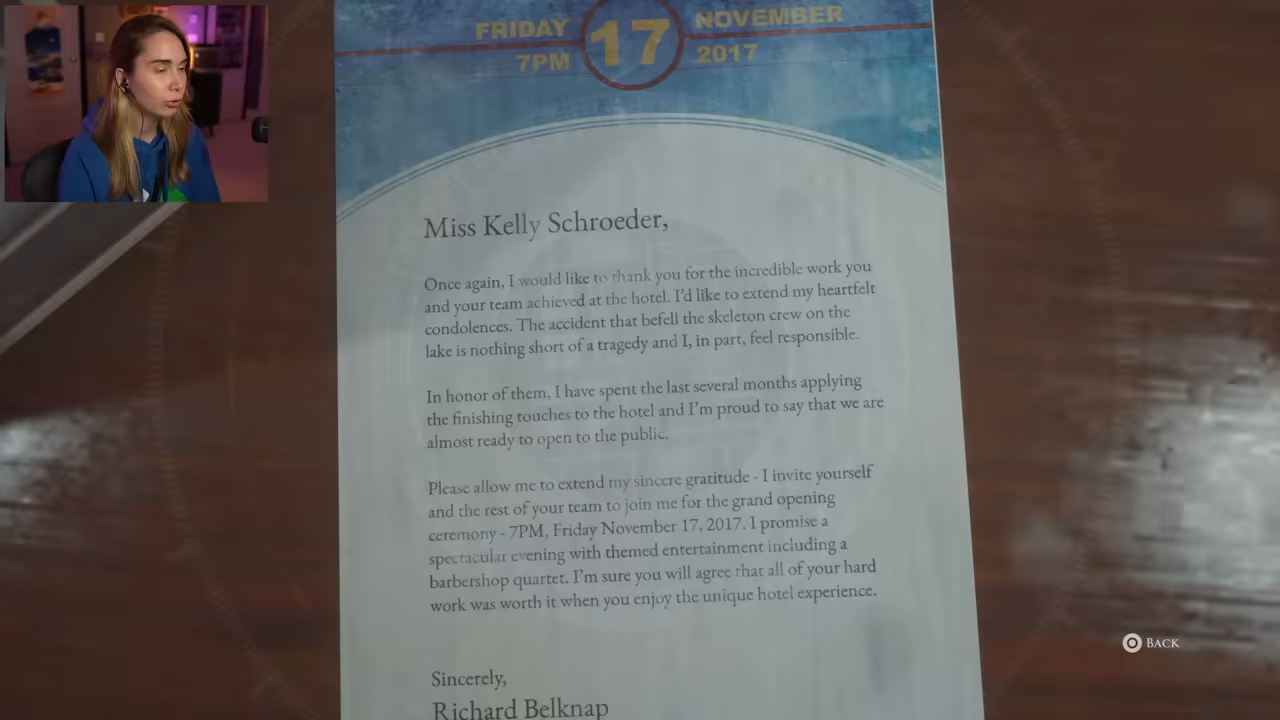 FRIDAY 17 NOVEMBER
7PM 2017
Miss Kelly Schroeder,
Once again, I would like to thank you for the incredible work you
and your team achieved at the hotel. I'd like to extend my heartfelt
condolences. The accident that befell the skeleton crew on the
lake is nothing short of a tragedy and I, in part, feel responsible.
In honor of them, I have spent the last several months applying
the finishing touches to the hotel and I'm proud to say that we are
almost ready to open to the public.
Please allow me to extend my sincere gratitude - I invite yourself
and the rest of your team to join me for the grand opening
ceremony - 7PM, Friday November 17, 2017. I promise a
spectacular evening with themed entertainment including a
barbershop quartet. I'm sure you will agree that all of your hard
work was worth it when you enjoy the unique hotel experience.
BACK
Sincerely,
Richard Belknap